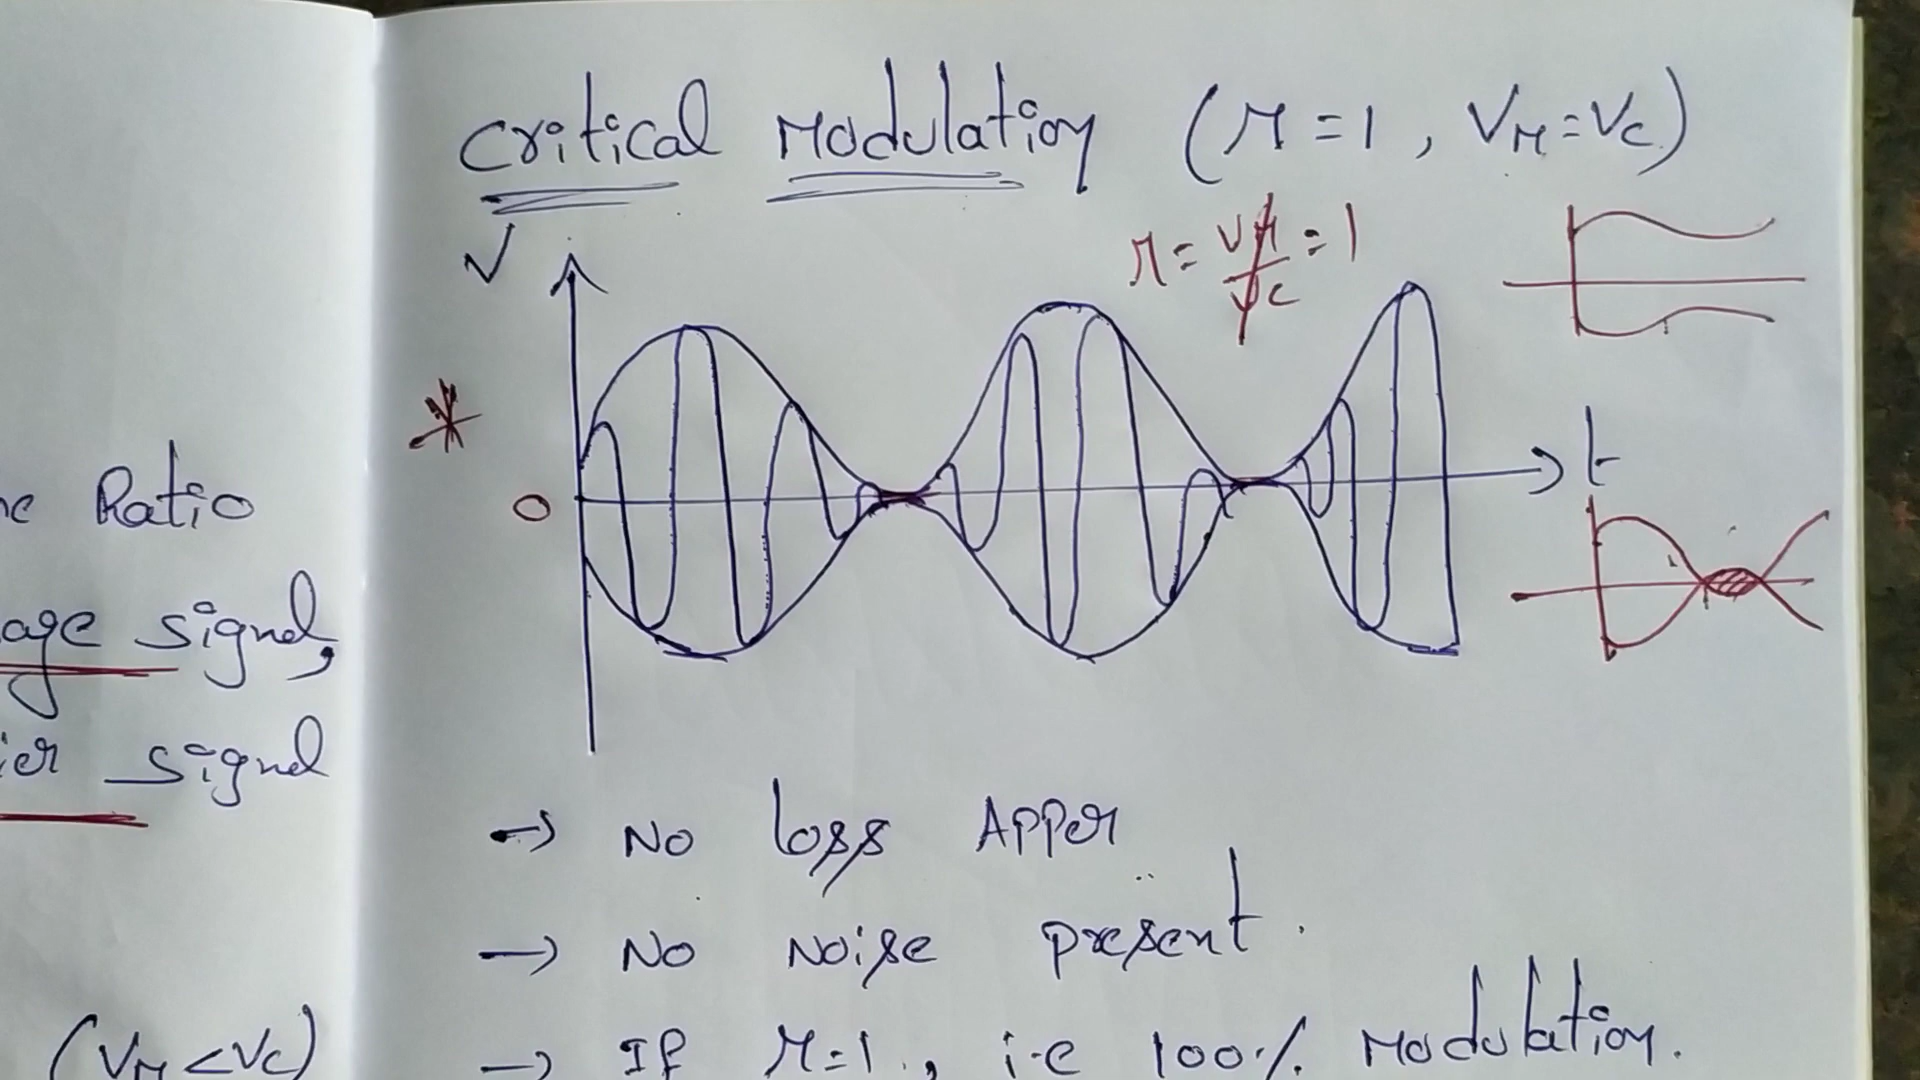 Critical Modulation (M = 1, VM = VC)
V
M = VM/VC = 1
t
O
Ratio
signal,
signal
(VM < VC)
→ No Loss Apper
→ No Noise present.
→ If M=1, i.e 100% Modulation.